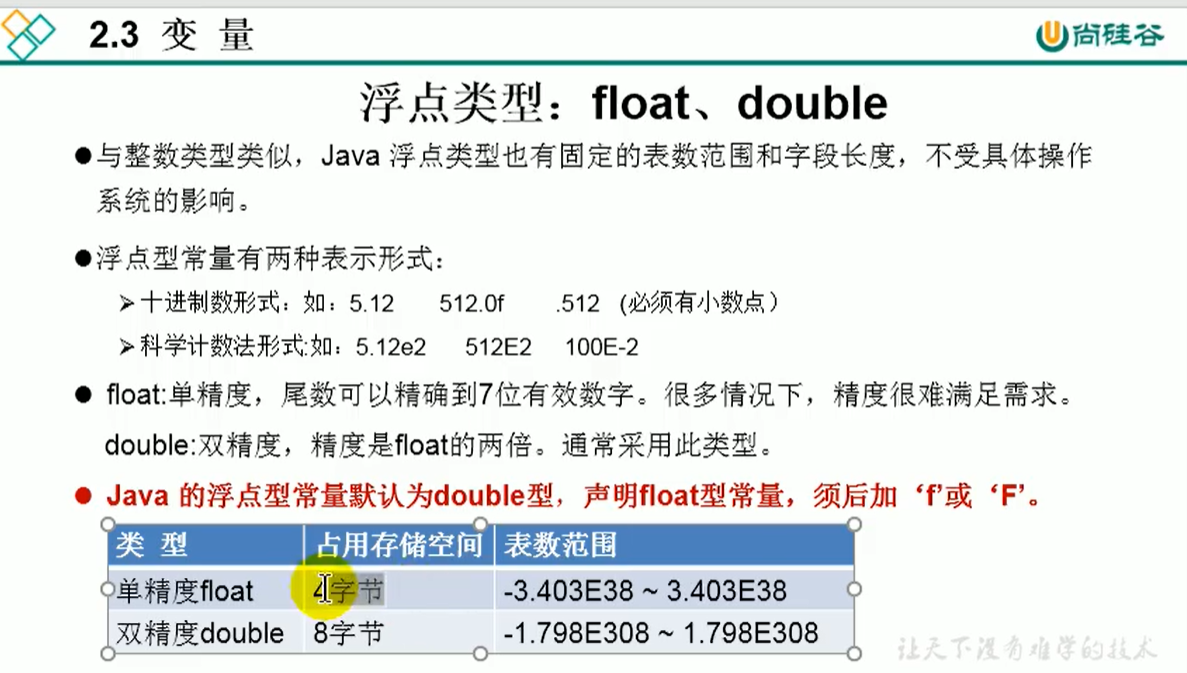 2.3 变 量
尚硅谷
浮点类型：float、double
●与整数类型类似，Java 浮点类型也有固定的表数范围和字段长度，不受具体操作
系统的影响。
●浮点型常量有两种表示形式：
➢十进制数形式：如：5.12 512.0f .512 (必须有小数点）
➢科学计数法形式:如：5.12e2 512E2 100E-2
● float:单精度，尾数可以精确到7位有效数字。很多情况下，精度很难满足需求。
double:双精度，精度是float的两倍。通常采用此类型。
● Java 的浮点型常量默认为double型，声明float型常量，须后加‘f’或‘F’。
类 型 占用存储空间 表数范围
单精度float 4字节 -3.403E38 ~ 3.403E38
双精度double 8字节 -1.798E308 ~ 1.798E308
让天下没有难学的技术